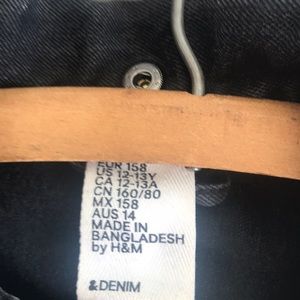 EUR 158
US 12-13Y
CA 12-13A
CN 160/80
MX 158
AUS 14
MADE IN
BANGLADESH
by H&M
&DENIM